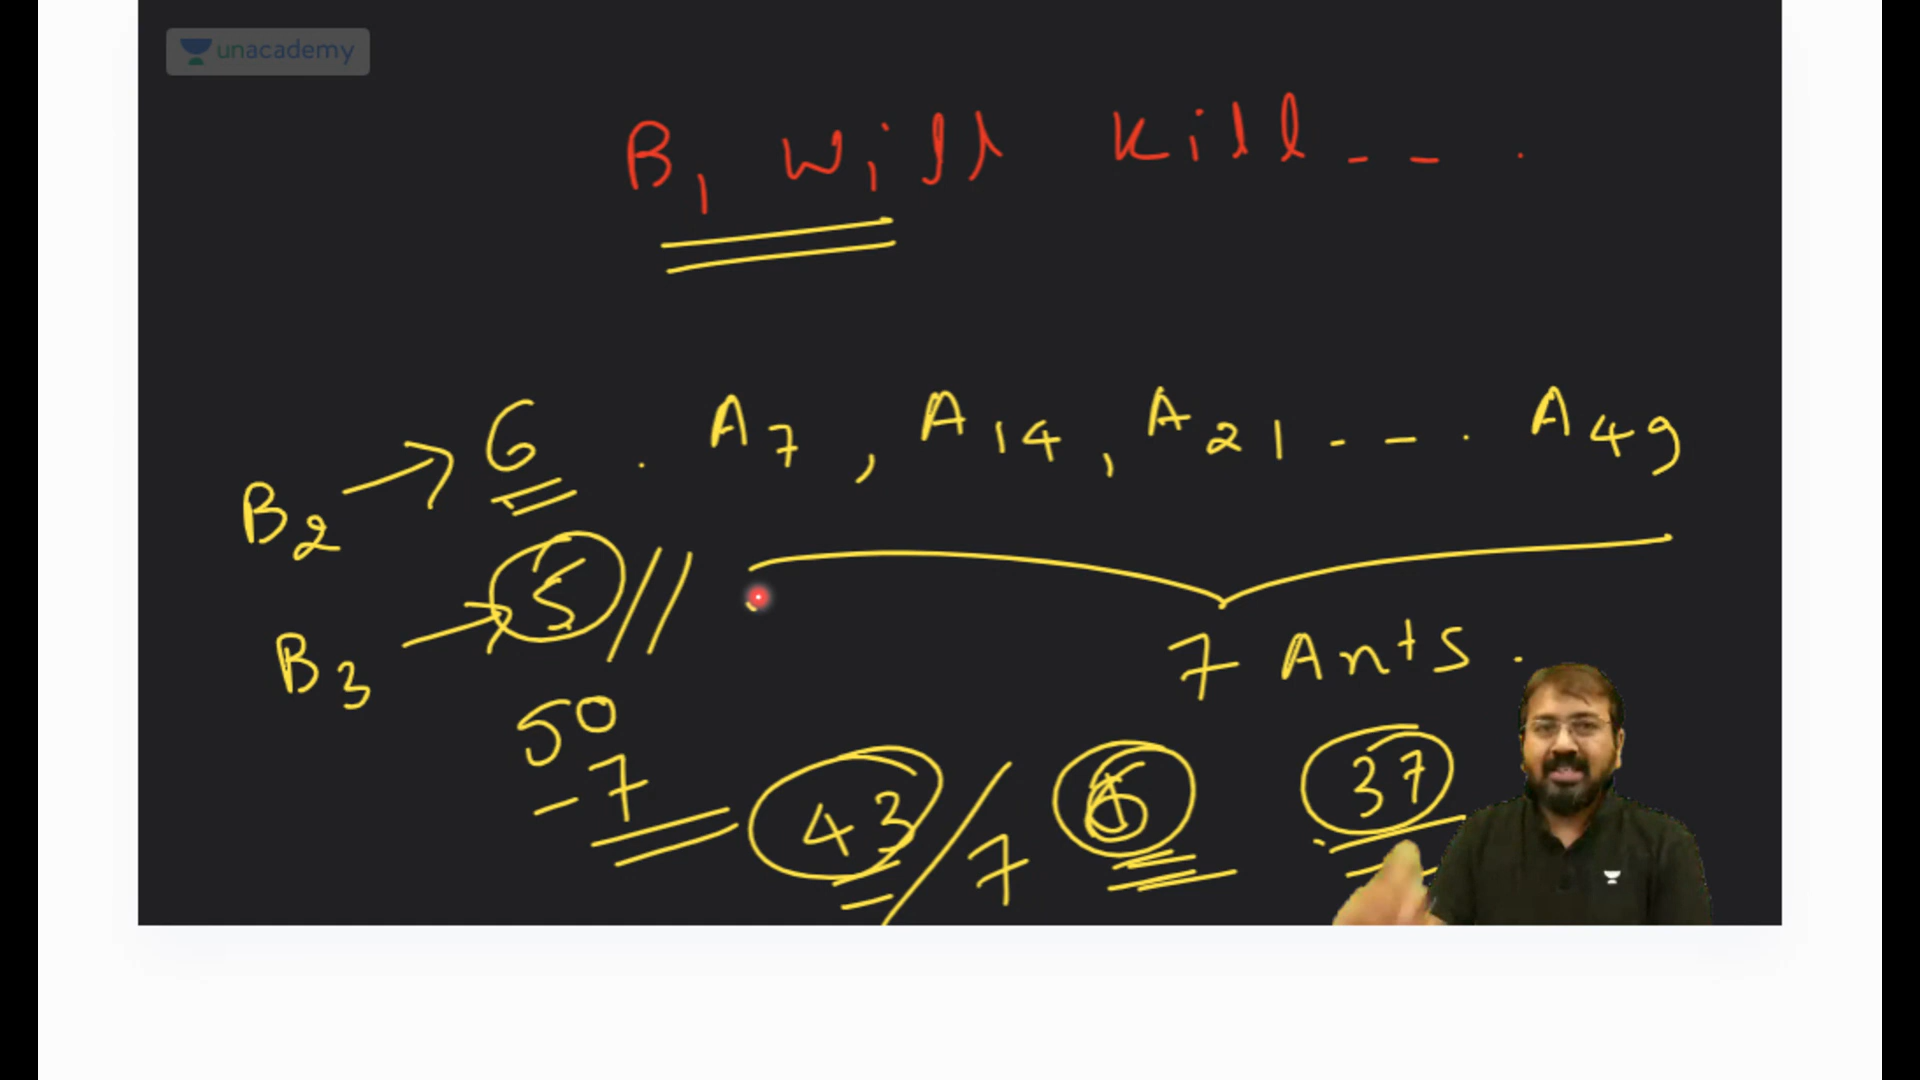 unacademy
B1 will kill - - .
B2 → 6 . A7 , A14 , A21 - - . A49
B3 → 5 //
7 Ants .
50
- 7
43 / 7 6 37